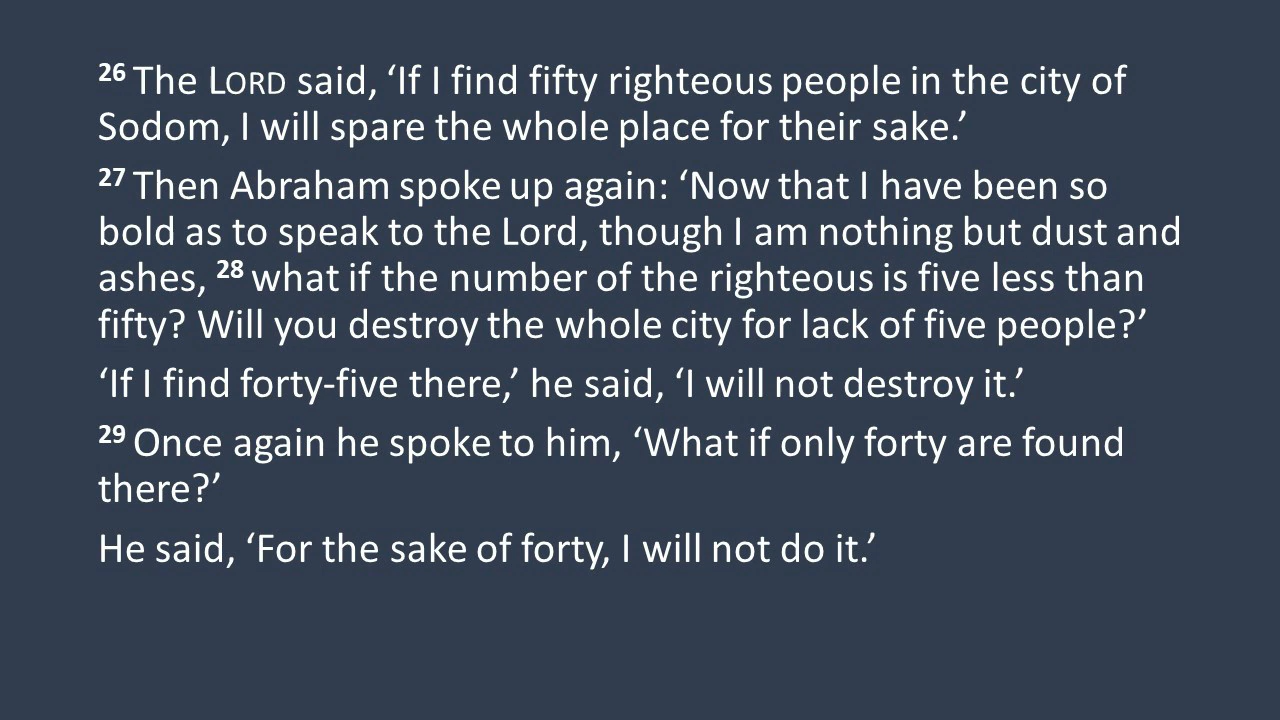 26 The LORD said, ‘If I find fifty righteous people in the city of
Sodom, I will spare the whole place for their sake.’
27 Then Abraham spoke up again: ‘Now that I have been so
bold as to speak to the Lord, though I am nothing but dust and
ashes, 28 what if the number of the righteous is five less than
fifty? Will you destroy the whole city for lack of five people?’
‘If I find forty-five there,’ he said, ‘I will not destroy it.’
29 Once again he spoke to him, ‘What if only forty are found
there?’
He said, ‘For the sake of forty, I will not do it.’